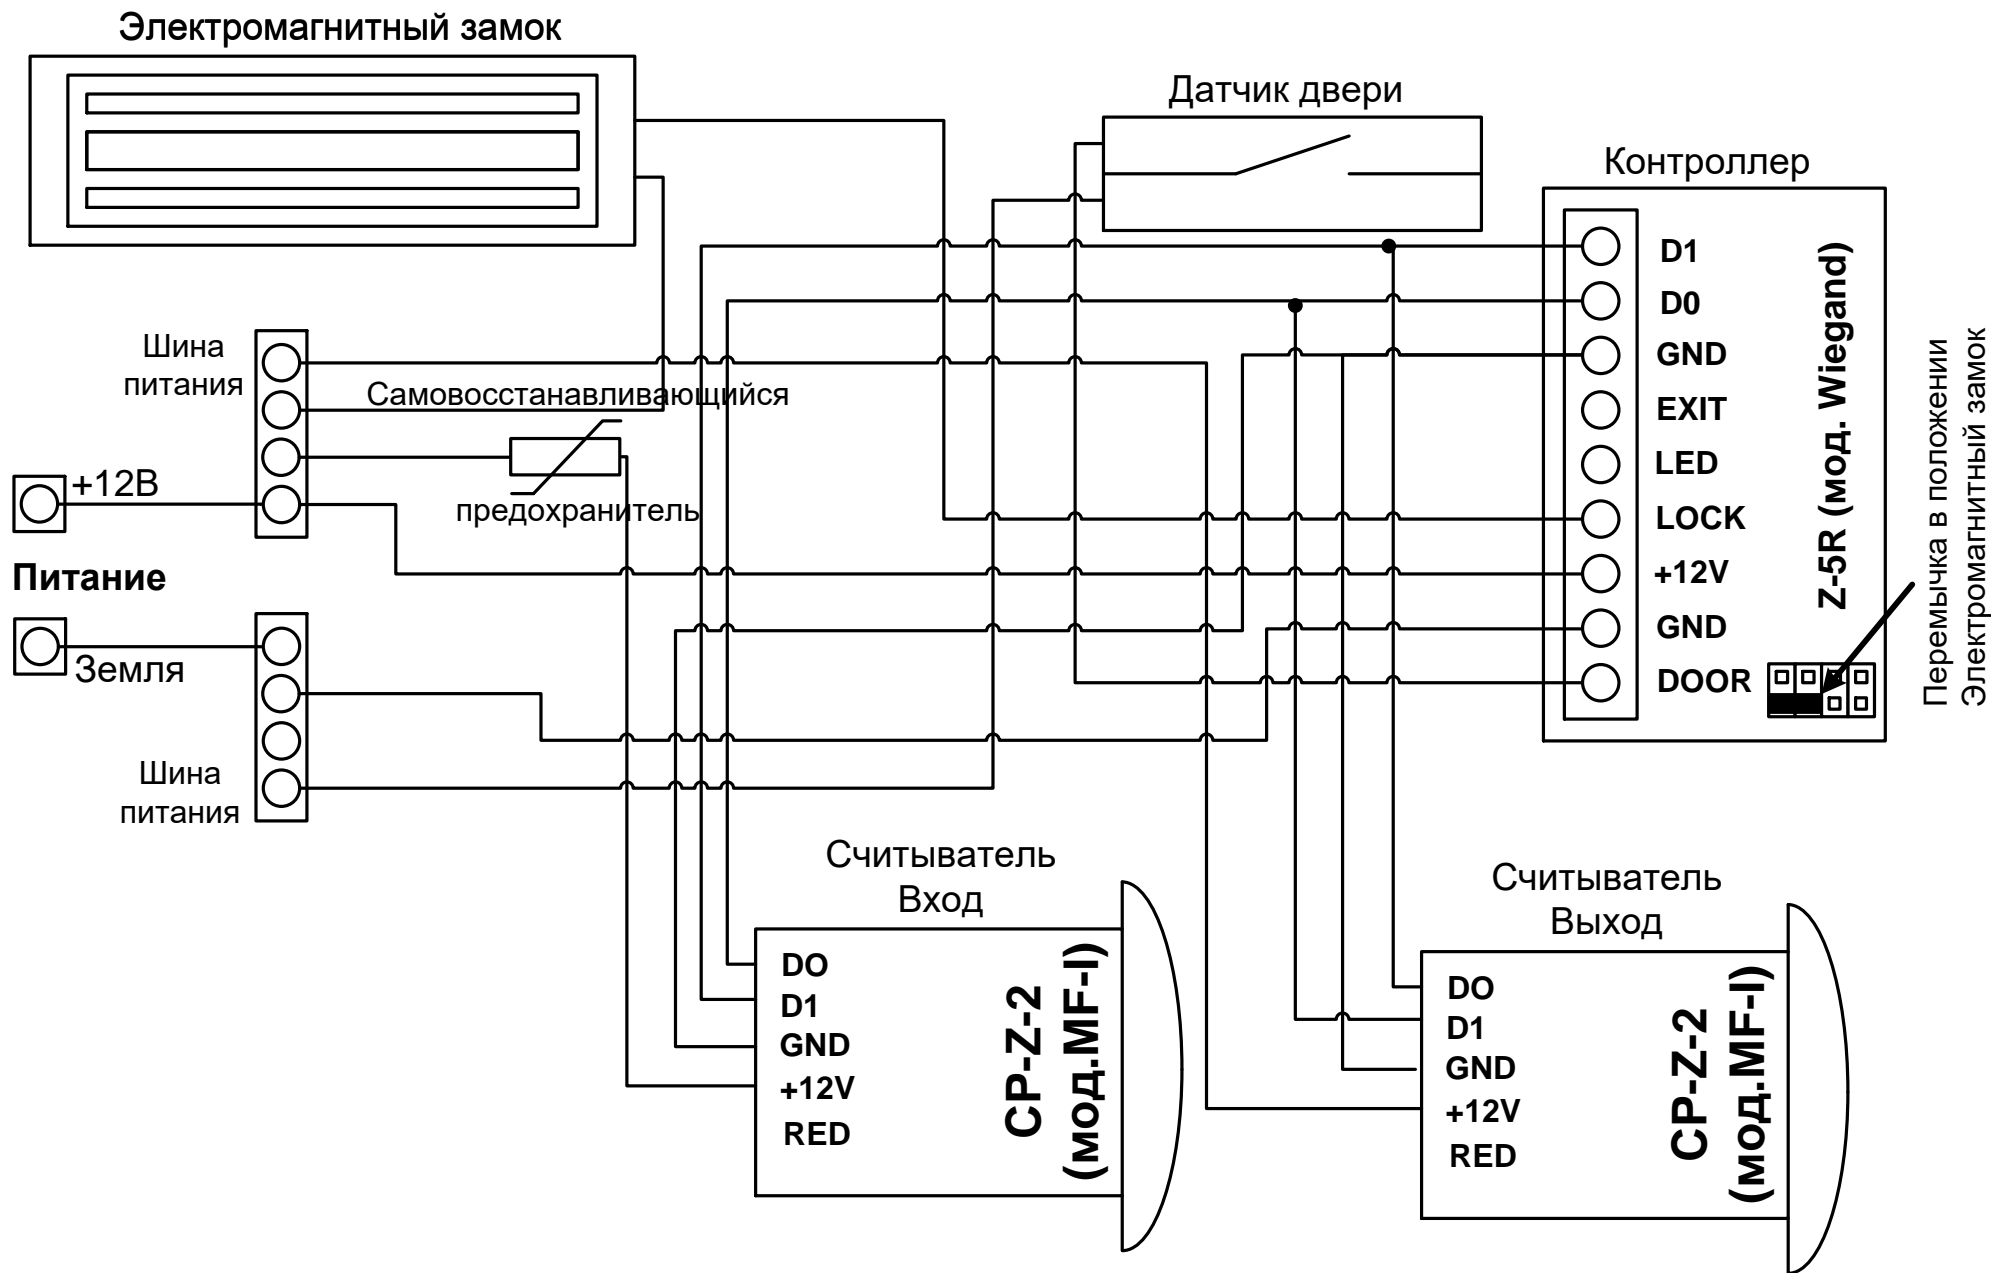 Электромагнитный замок
Датчик двери
Контроллер
D1
D0
GND
EXIT
LED
LOCK
+12V
GND
DOOR
Z-5R (мод. Wiegand)
Перемычка в положении
Электромагнитный замок
Шина
питания
Самовосстанавливающийся
предохранитель
+12В
Питание
Земля
Шина
питания
Считыватель
Вход
DO
D1
GND
+12V
RED
CP-Z-2
(мод.MF-I)
Считыватель
Выход
DO
D1
GND
+12V
RED
CP-Z-2
(мод.MF-I)